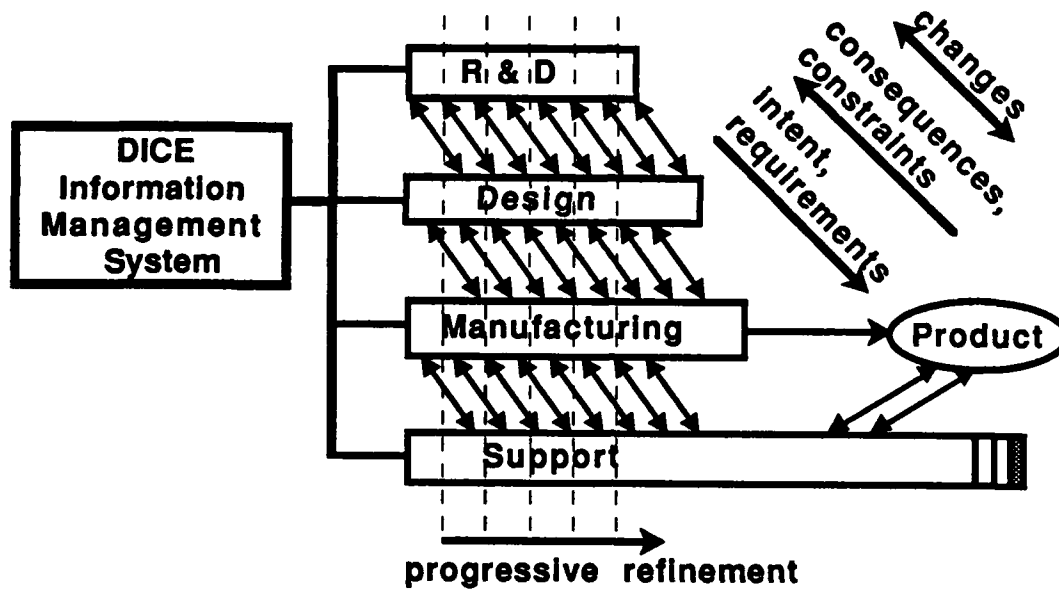 DICE
Information
Management
System
R & D
Design
Manufacturing
Support
Product
changes
consequences,
constraints
intent,
requirements
progressive refinement